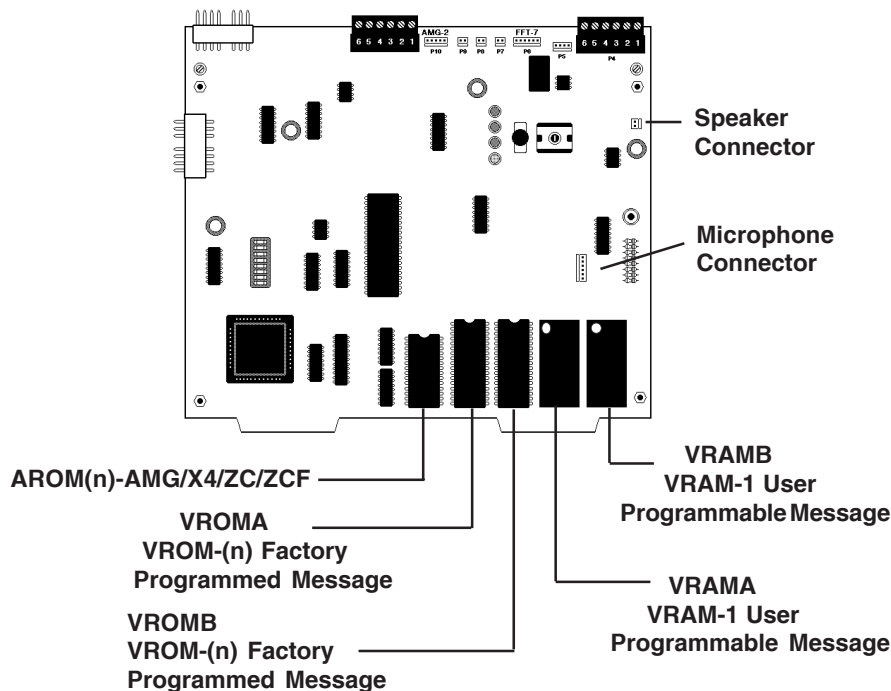 AMG-2
FFT-7
6 5 4 3 2 1
P10
P9
P8
P7
P6
P5
6 5 4 3 2 1
P4
Speaker
Connector
Microphone
Connector
AROM(n)-AMG/X4/ZC/ZCF
VROMA
VROM-(n) Factory
Programmed Message
VROMB
VROM-(n) Factory
Programmed Message
VRAMB
VRAM-1 User
Programmable Message
VRAMA
VRAM-1 User
Programmable Message